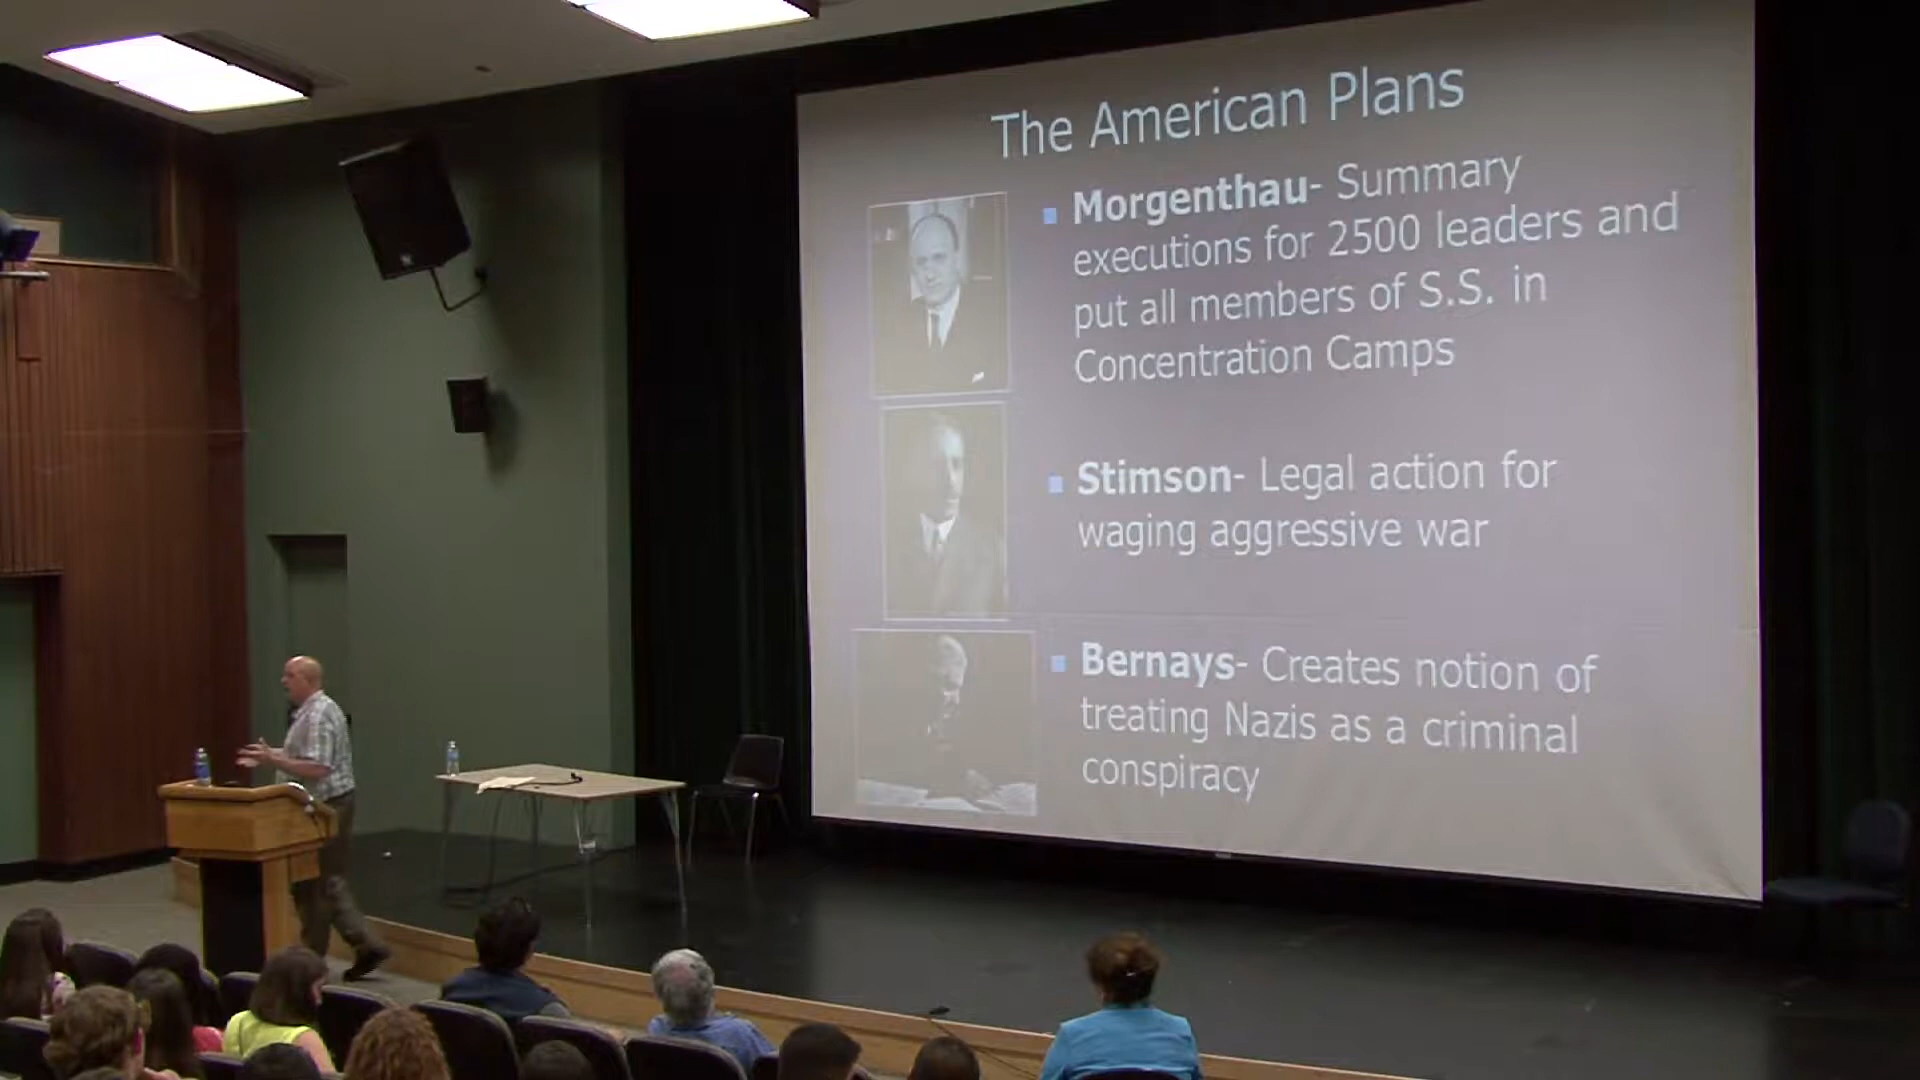 The American Plans
Morgenthau- Summary
executions for 2500 leaders and
put all members of S.S. in
Concentration Camps
Stimson- Legal action for
waging aggressive war
Bernays- Creates notion of
treating Nazis as a criminal
conspiracy